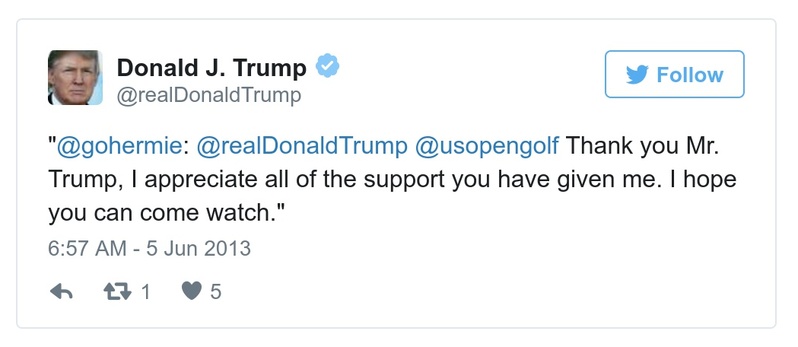 Donald J. Trump
@realDonaldTrump
Follow
"@gohermie: @realDonaldTrump @usopengolf Thank you Mr.
Trump, I appreciate all of the support you have given me. I hope
you can come watch."
6:57 AM - 5 Jun 2013
1 5